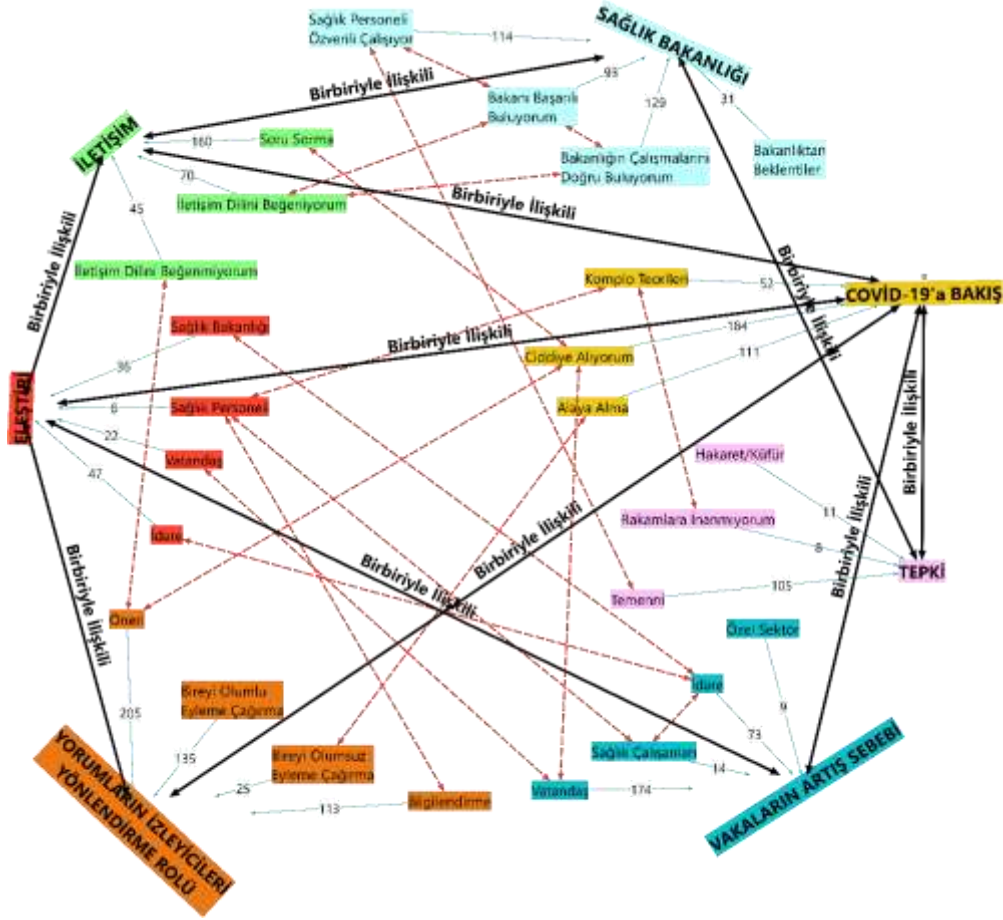 Sağlık Personeli
Özverili Çalışıyor
114
SAĞLIK BAKANLIĞI
93
Birbiriyle İlişkili
Bakanı Başarılı
Buluyorum
129
31
İLETİŞİM
160
Soru Sorma
Bakanlığın Çalışmalarını
Doğru Buluyorum
Bakanlıktan
Beklentiler
70
İletişim Dilini Beğeniyorum
Birbiriyle İlişkili
45
Birbiriyle İlişkili
İletişim Dilini Beğenmiyorum
Komplo Teorileri
52
Birbiriyle İlişkili
COVİD-19'a BAKIŞ
Sağlık Bakanlığı
184
Birbiriyle İlişkili
Ciddiye Alıyorum
111
36
ELEŞTİRİ
6
Sağlık Personeli
Alaya Alma
Birbiriyle İlişkili
22
Vatandaş
Hakaret/Küfür
47
11
Rakamlara İnanmıyorum
8
İdare
Birbiriyle İlişkili
Birbiriyle İlişkili
Birbiriyle İlişkili
TEPKİ
Birbiriyle İlişkili
105
Temenni
Öneri
Özel Sektör
İdare
Bireyi Olumlu
Eyleme Çağırma
205
9
73
135
Bireyi Olumsuz
Eyleme Çağırma
Sağlık Çalışanları
14
25
Vatandaş
174
113
Bilgilendirme
YORUMLARIN İZLEYİCİLERİ
YÖNLENDİRME ROLÜ
VAKALARIN ARTIŞ SEBEBİ